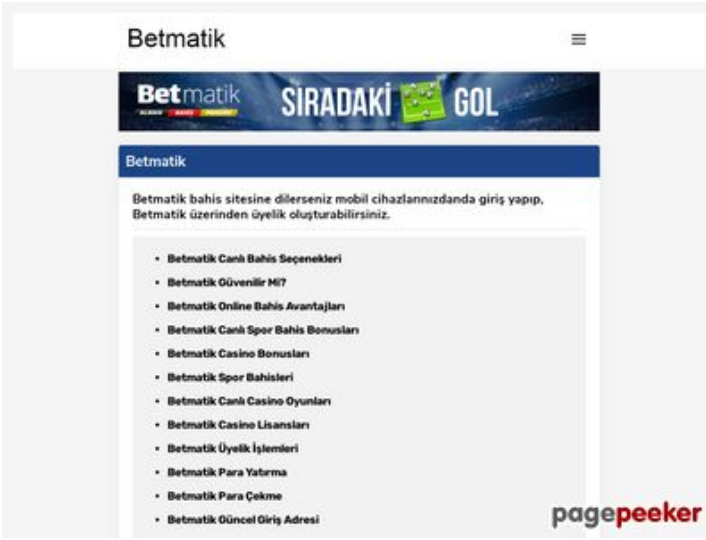 Betmatik
Betmatik
SIRADAKİ GOL
Betmatik
Betmatik bahis sitesine dilerseniz mobil cihazlarınızdanda giriş yapıp,
Betmatik üzerinden üyelik oluşturabilirsiniz.
• Betmatik Canlı Bahis Seçenekleri
• Betmatik Güvenilir Mi?
• Betmatik Online Bahis Avantajları
• Betmatik Canlı Spor Bahis Bonusları
• Betmatik Casino Bonusları
• Betmatik Spor Bahisleri
• Betmatik Canlı Casino Oyunları
• Betmatik Casino Lisansları
• Betmatik Üyelik İşlemleri
• Betmatik Para Yatırma
• Betmatik Para Çekme
• Betmatik Güncel Giriş Adresi
pagepeeker